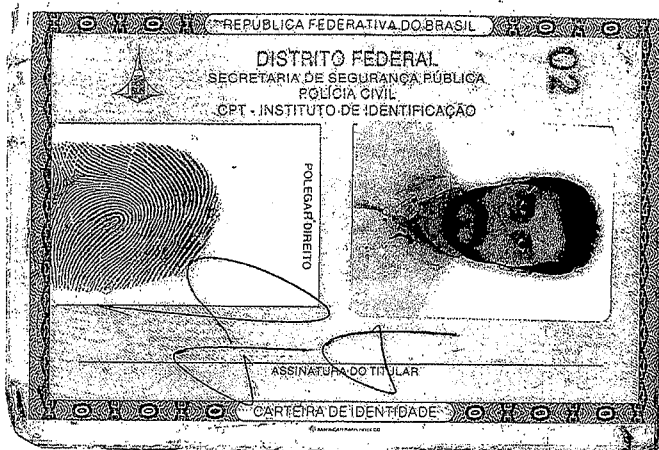 REPÚBLICA FEDERATIVA DO BRASIL
DISTRITO FEDERAL
SECRETARIA DE SEGURANÇA PÚBLICA
POLÍCIA CIVIL
CPT - INSTITUTO DE IDENTIFICAÇÃO
02
POLEGAR DIREITO
ASSINATURA DO TITULAR
CARTEIRA DE IDENTIDADE